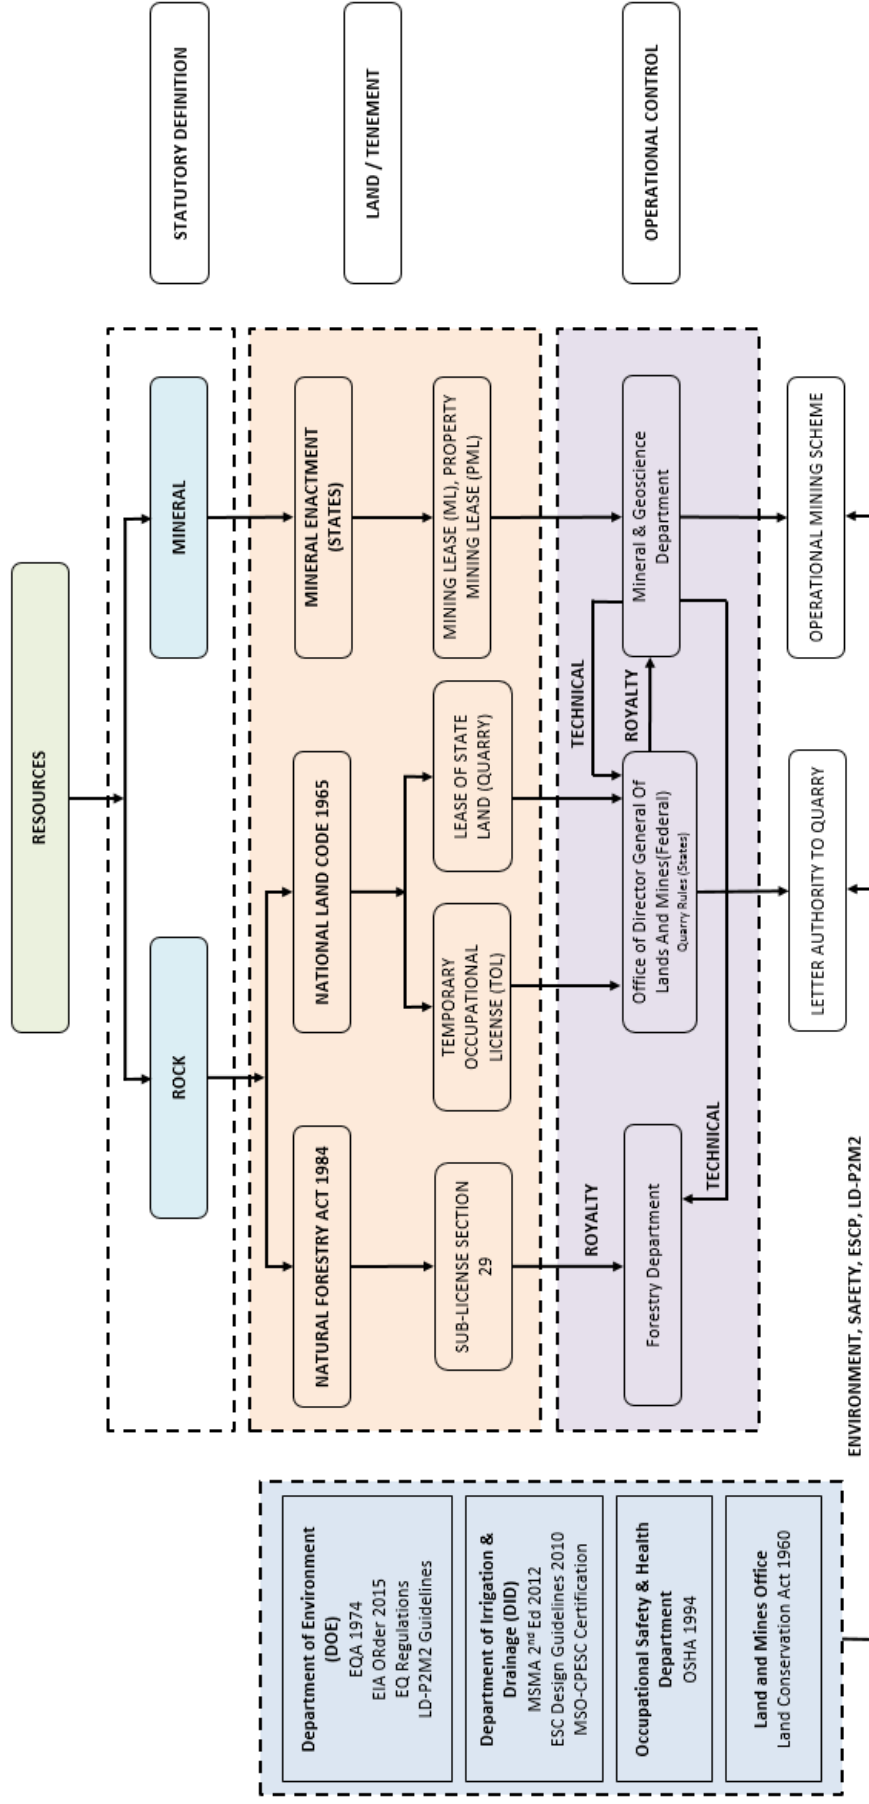 RESOURCES
STATUTORY DEFINITION
ROCK
MINERAL
LAND / TENEMENT
NATURAL FORESTRY ACT 1984
NATIONAL LAND CODE 1965
MINERAL ENACTMENT
(STATES)
SUB-LICENSE SECTION
29
TEMPORARY
OCCUPATIONAL
LICENSE (TOL)
LEASE OF STATE
LAND (QUARRY)
MINING LEASE (ML), PROPERTY
MINING LEASE (PML)
OPERATIONAL CONTROL
ROYALTY
TECHNICAL
ROYALTY
Forestry Department
Office of Director General Of
Lands And Mines(Federal)
Quarry Rules (States)
Mineral & Geoscience
Department
TECHNICAL
LETTER AUTHORITY TO QUARRY
OPERATIONAL MINING SCHEME
Department of Environment
(DOE)
EQA 1974
EIA ORder 2015
EQ Regulations
LD-P2M2 Guidelines
Department of Irrigation &
Drainage (DID)
MSMA 2nd Ed 2012
ESC Design Guidelines 2010
MSO-CPESC Certification
Occupational Safety & Health
Department
OSHA 1994
Land and Mines Office
Land Conservation Act 1960
ENVIRONMENT, SAFETY, ESCP, LD-P2M2